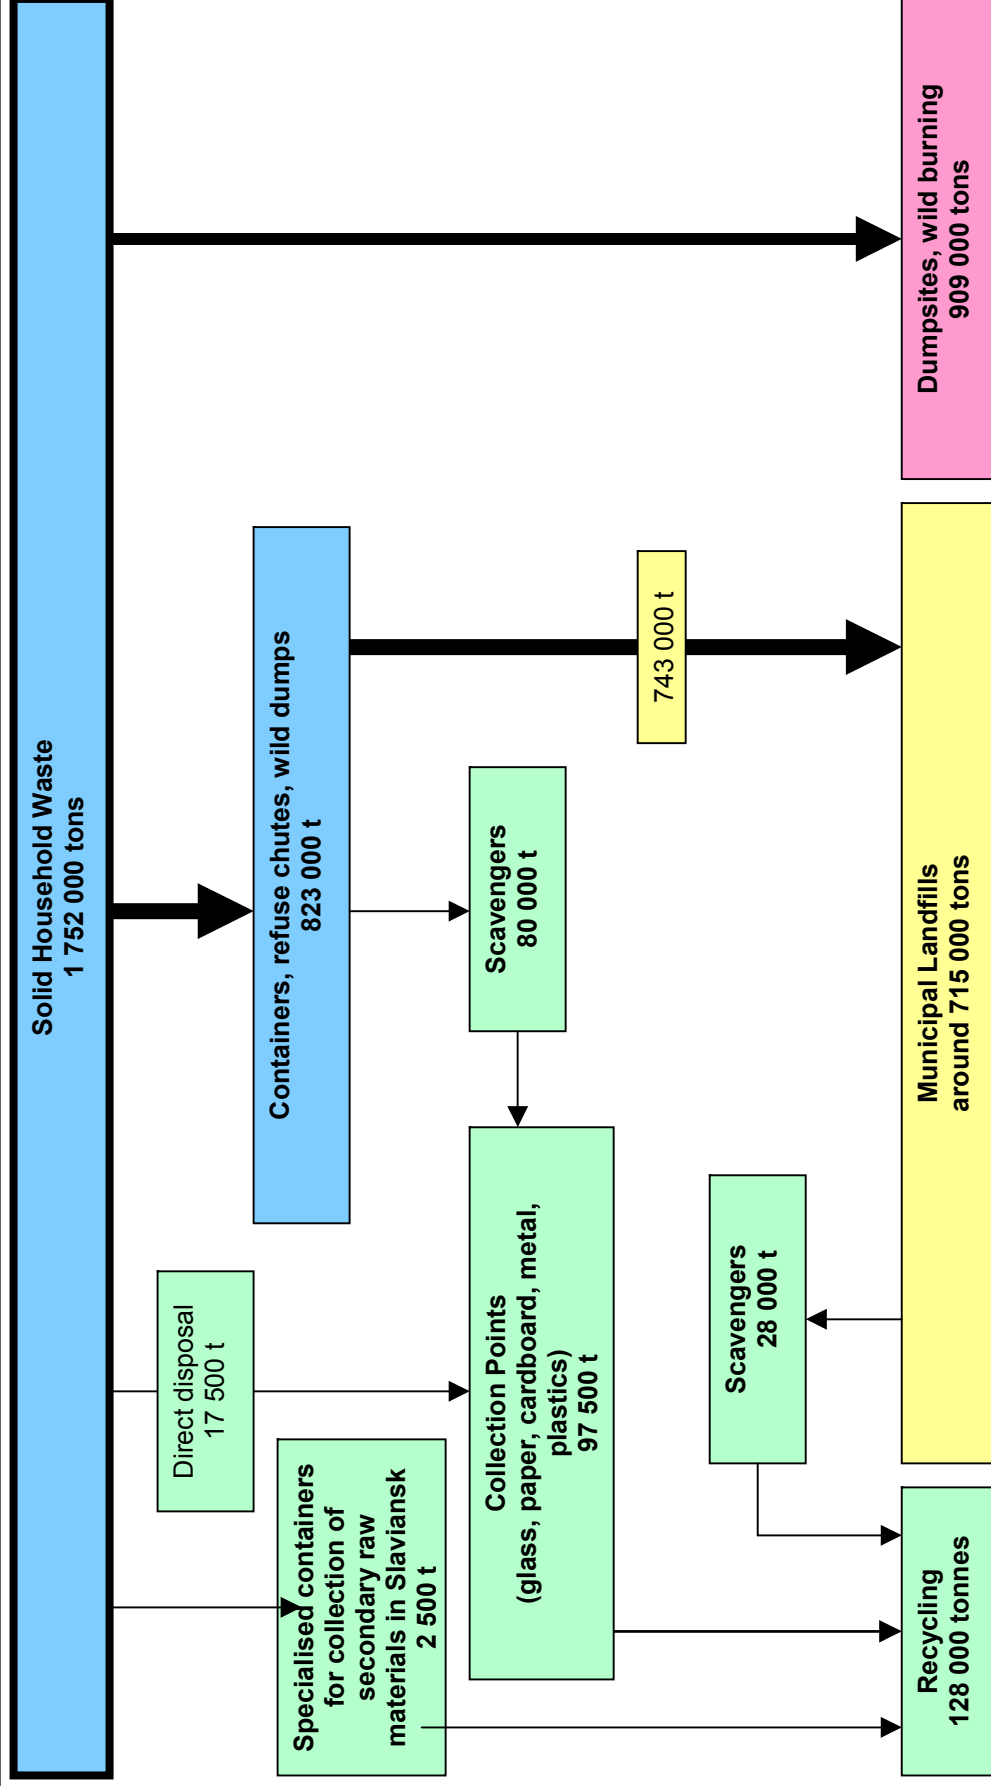 Solid Household Waste
1 752 000 tons
Direct disposal
17 500 t
Containers, refuse chutes, wild dumps
823 000 t
Specialised containers
for collection of
secondary raw
materials in Slaviansk
2 500 t
Collection Points
(glass, paper, cardboard, metal,
plastics)
97 500 t
Scavengers
80 000 t
743 000 t
Scavengers
28 000 t
Recycling
128 000 tonnes
Municipal Landfills
around 715 000 tons
Dumpsites, wild burning
909 000 tons